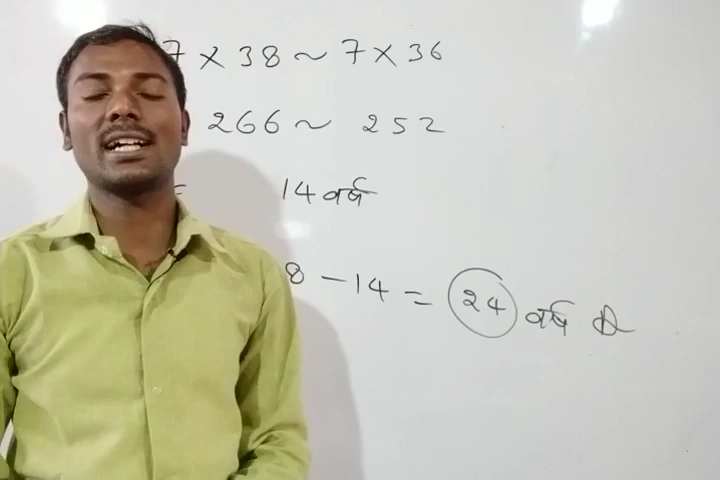 7 × 38 ~ 7 × 36
266 ~ 252
= 14 वर्ष
8 − 14 = 24 वर्ष